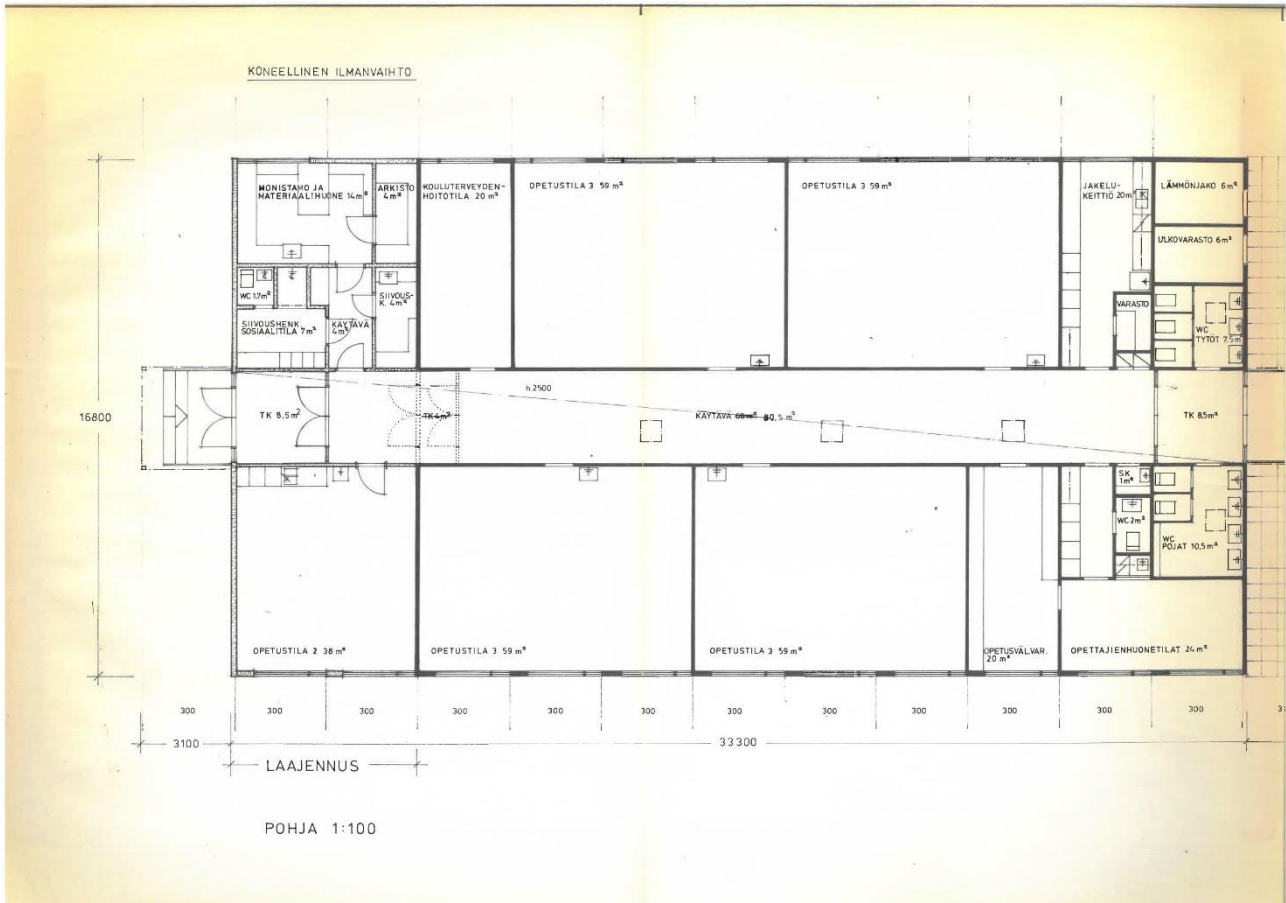 KONEELLINEN ILMANVAIHTO
MONISTAMO JA
MATERIAALIHUONE 14m²
ARKISTO
4m²
KOULUTERVEYDEN-
HOITOTILA 20 m²
OPETUSTILA 3 59 m²
OPETUSTILA 3 59 m²
JAKELU-
KEITTIÖ 20m²
LÄMMÖNJAKO 6m²
ULKOVARASTO 6m²
WC 1.7m²
SIIVOUS-
K. 4m²
VARASTO
SIIVOUSHENK.
SOSIAALITILA 7m²
KÄYTÄVÄ
4m²
WC
TYTÖT 7,5m
h 2500
16800
TK 8,5m²
TK 4m²
KÄYTÄVÄ 68m² 80,5m²
TK 8,5m²
SK
1m²
WC 2m²
WC
POJAT 10,5m²
OPETUSTILA 2 38 m²
OPETUSTILA 3 59 m²
OPETUSTILA 3 59 m²
OPETUSVÄLVAR.
20 m²
OPETTAJIENHUONETILAT 24m²
300 300 300 300 300 300 300 300 300 300 300 300
3100
33300
LAAJENNUS
POHJA 1:100